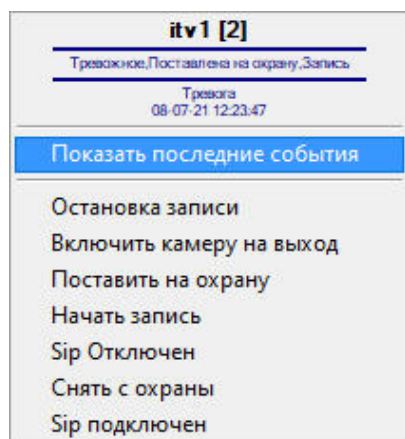 itv1 [2]
Тревожное,Поставлена на охрану,Запись
Тревога
08-07-21 12:23:47
Показать последние события
Остановка записи
Включить камеру на выход
Поставить на охрану
Начать запись
Sip Отключен
Снять с охраны
Sip подключен